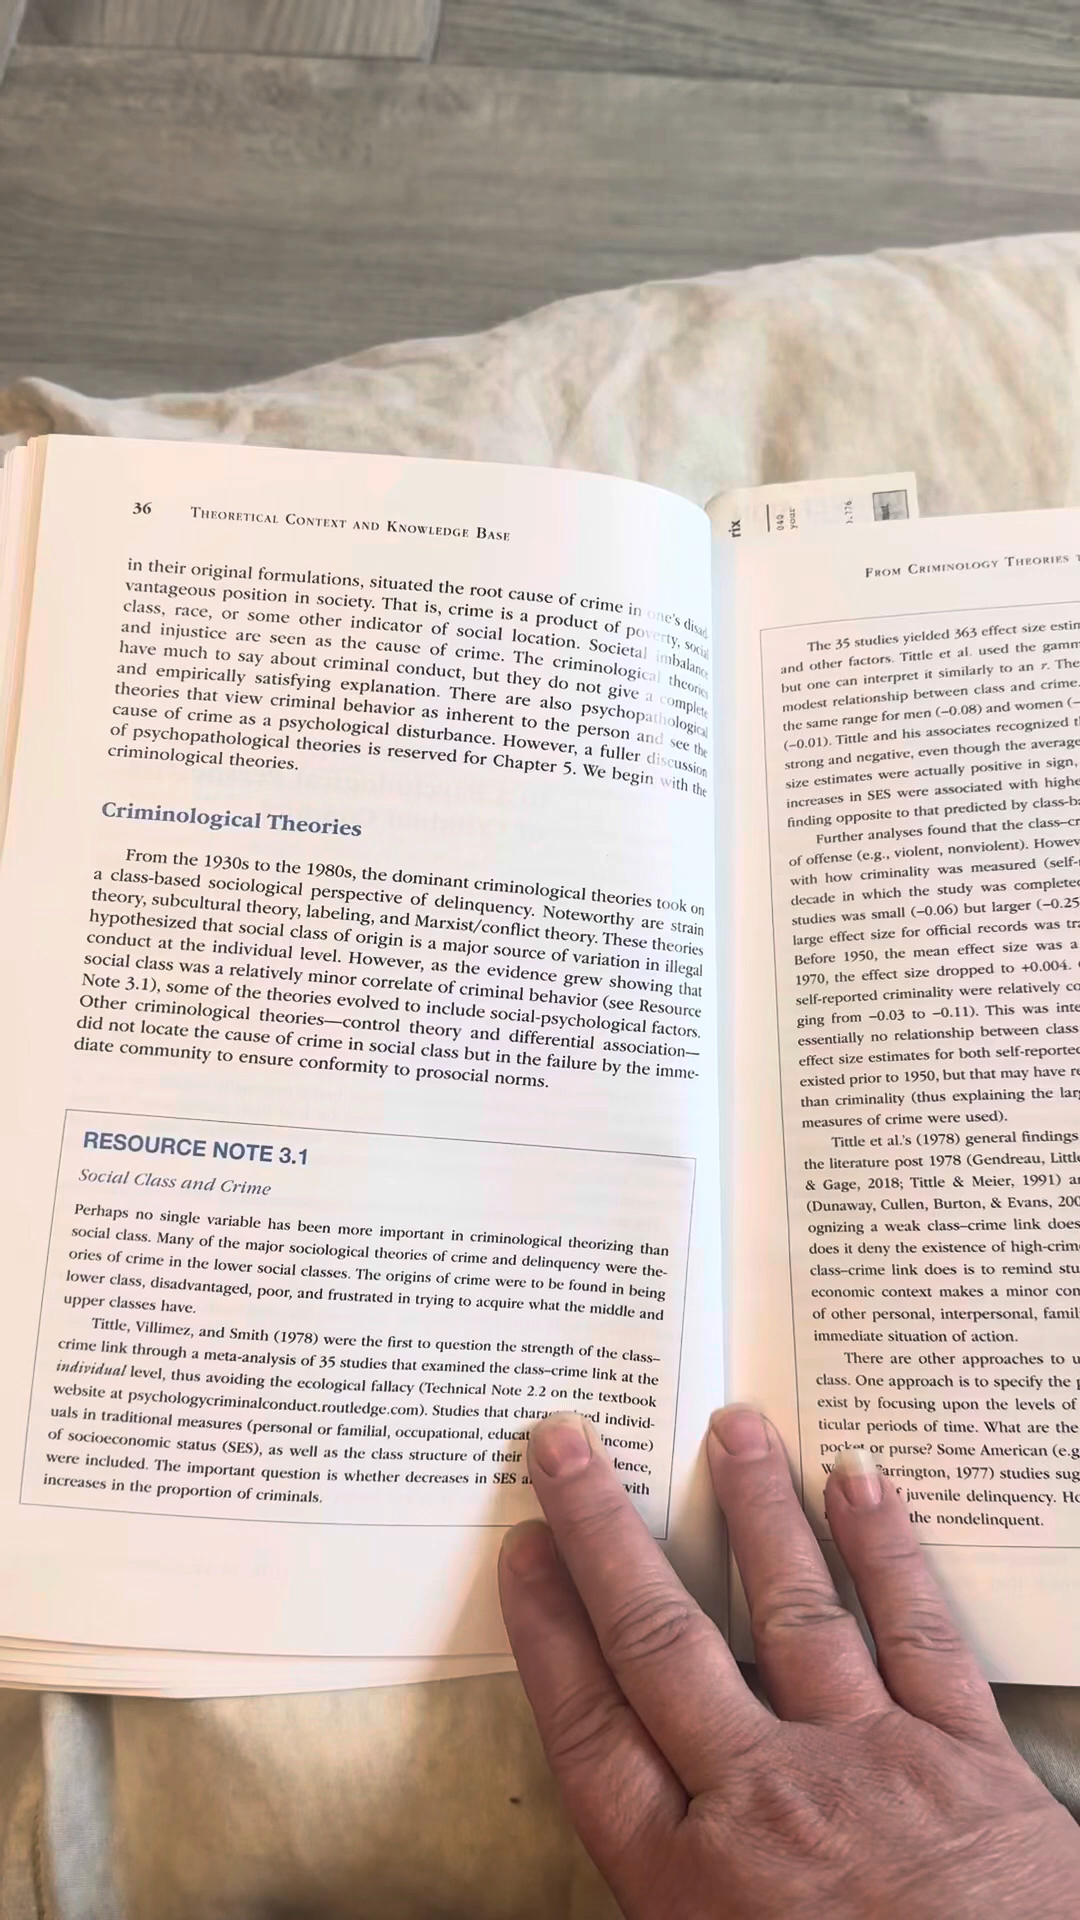 36 THEORETICAL CONTEXT AND KNOWLEDGE BASE
in their original formulations, situated the root cause of crime in one's disad
vantageous position in society. That is, crime is a product of poverty, social
class, race, or some other indicator of social location. Societal imbalance
and injustice are seen as the cause of crime. The criminological theories
have much to say about criminal conduct, but they do not give a complete
and empirically satisfying explanation. There are also psychopathological
theories that view criminal behavior as inherent to the person and see the
cause of crime as a psychological disturbance. However, a fuller discussion
of psychopathological theories is reserved for Chapter 5. We begin with the
criminological theories.
Criminological Theories
From the 1930s to the 1980s, the dominant criminological theories took on
a class-based sociological perspective of delinquency. Noteworthy are strain
theory, subcultural theory, labeling, and Marxist/conflict theory. These theories
hypothesized that social class of origin is a major source of variation in illegal
conduct at the individual level. However, as the evidence grew showing that
social class was a relatively minor correlate of criminal behavior (see Resource
Note 3.1), some of the theories evolved to include social-psychological factors.
Other criminological theories—control theory and differential association—
did not locate the cause of crime in social class but in the failure by the imme-
diate community to ensure conformity to prosocial norms.
RESOURCE NOTE 3.1
Social Class and Crime
Perhaps no single variable has been more important in criminological theorizing than
social class. Many of the major sociological theories of crime and delinquency were the-
ories of crime in the lower social classes. The origins of crime were to be found in being
lower class, disadvantaged, poor, and frustrated in trying to acquire what the middle and
upper classes have.
Tittle, Villimez, and Smith (1978) were the first to question the strength of the class–
crime link through a meta-analysis of 35 studies that examined the class–crime link at the
individual level, thus avoiding the ecological fallacy (Technical Note 2.2 on the textbook
website at psychologycriminalconduct.routledge.com). Studies that individ-
uals in traditional measures (personal or familial, occupational, income)
of socioeconomic status (SES), as well as the class structure of their
were included. The important question is whether decreases in SES with
increases in the proportion of criminals.
rix
040
your
FROM CRIMINOLOGY THEORIES
The 35 studies yielded 363 effect size
and other factors. Tittle et al. used the
but one can interpret it similarly to an r. The
modest relationship between class and crime.
the same range for men (−0.08) and women (−
(−0.01). Tittle and his associates recognized
strong and negative, even though the average
size estimates were actually positive in sign,
increases in SES were associated with
finding opposite to that predicted by
Further analyses found that the
of offense (e.g., violent, nonviolent).
with how criminality was measured (self-
decade in which the study was
studies was small (−0.06) but larger (−0.25
large effect size for official records was
Before 1950, the mean effect size was a
1970, the effect size dropped to +0.004.
self-reported criminality were relatively
ging from −0.03 to −0.11). This was
essentially no relationship between class
effect size estimates for both
existed prior to 1950, but that may have
than criminality (thus explaining the
measures of crime were used).
Tittle et al.'s (1978) general findings
the literature post 1978 (Gendreau,
& Gage, 2018; Tittle & Meier, 1991)
(Dunaway, Cullen, Burton, & Evans,
ognizing a weak class–crime link does
does it deny the existence of
class–crime link does is to remind
economic context makes a minor
of other personal, interpersonal,
immediate situation of action.
There are other approaches to
class. One approach is to specify the
exist by focusing upon the levels of
ticular periods of time. What are the
pocket or purse? Some American (e.g
Farrington, 1977) studies
juvenile delinquency.
the nondelinquent.